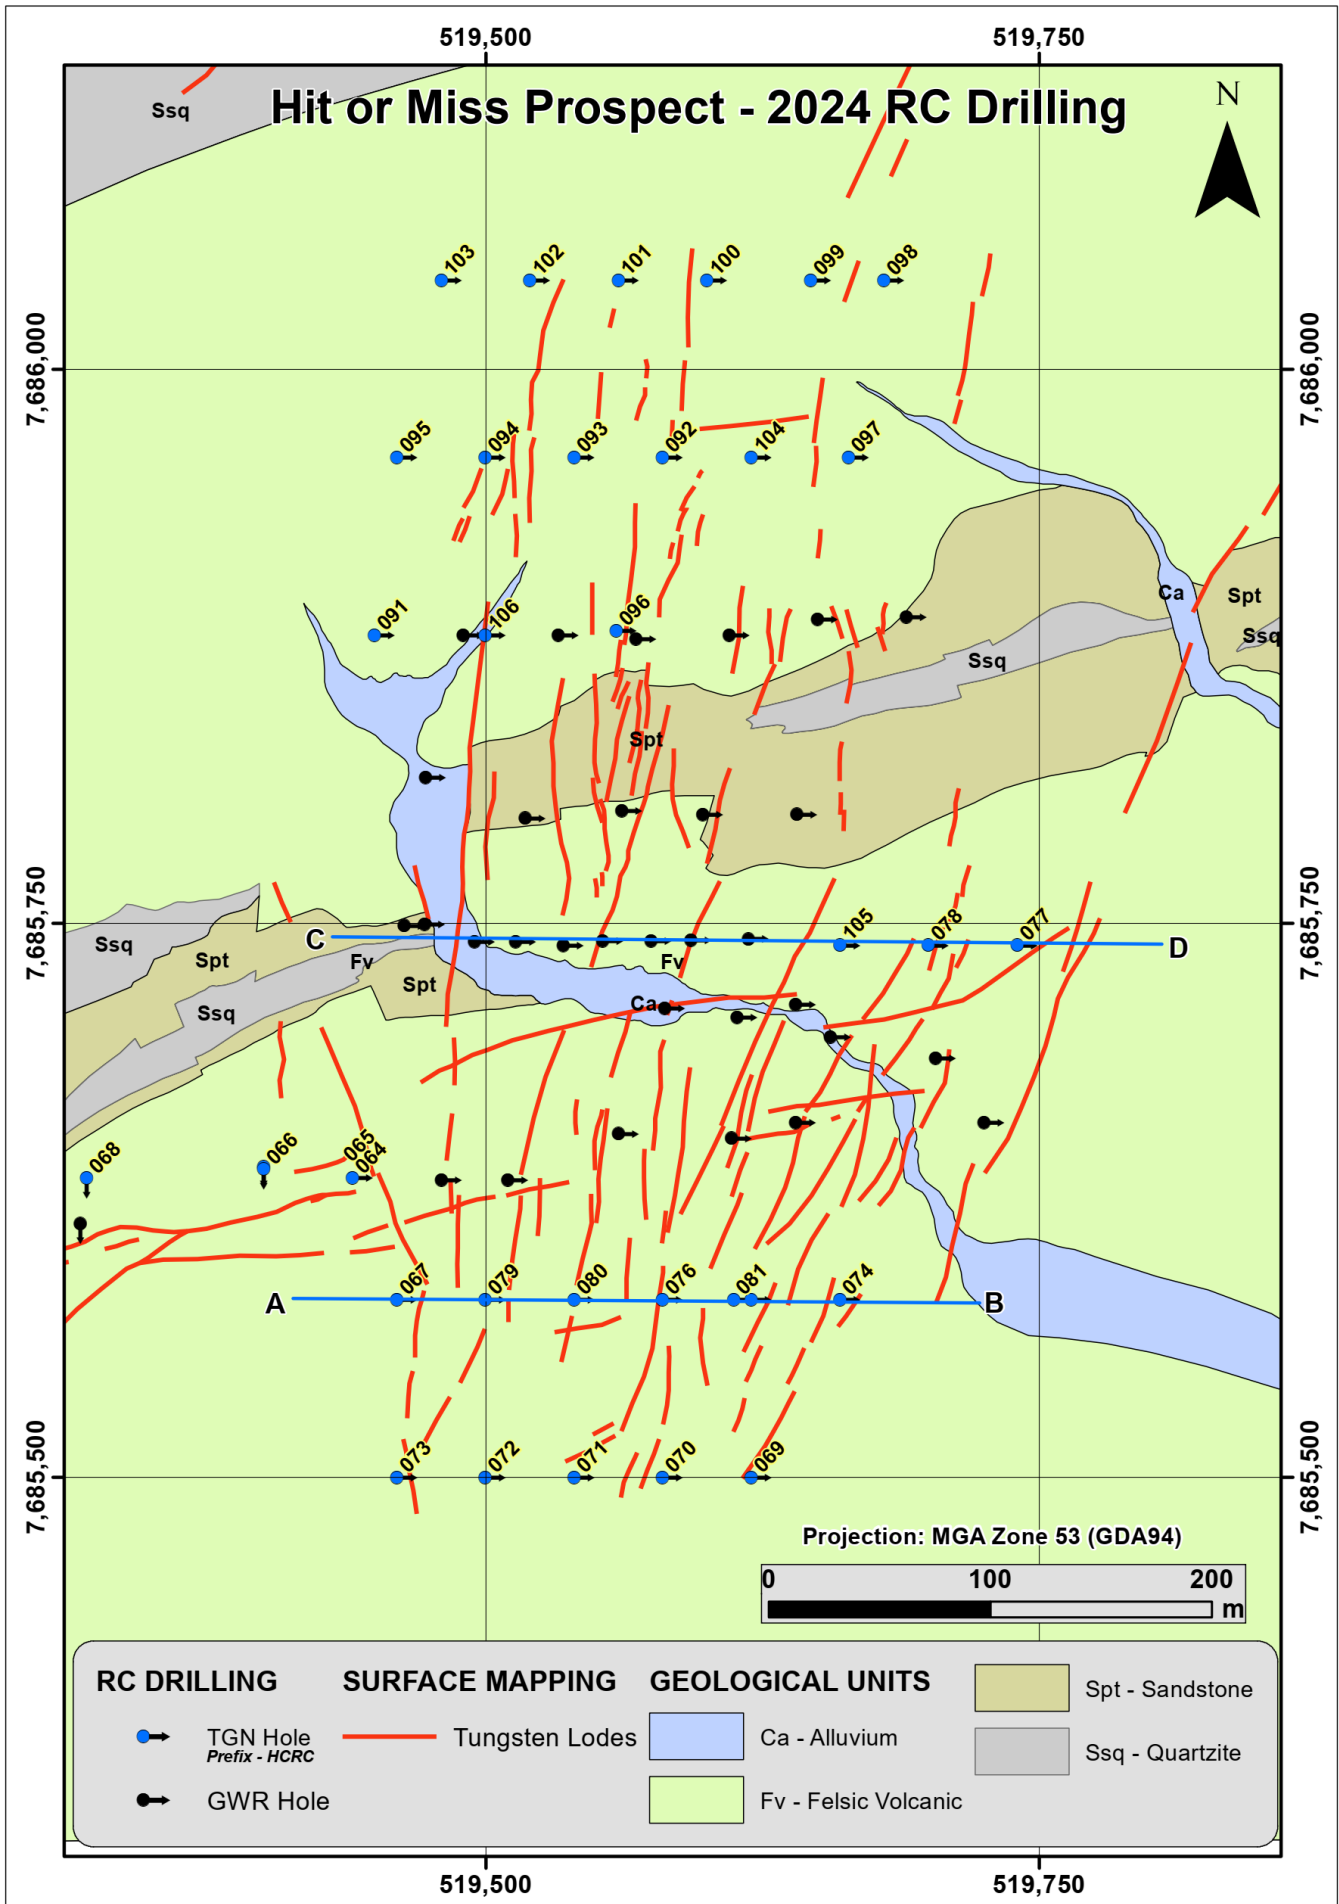 519,500
519,750
Hit or Miss Prospect - 2024 RC Drilling
N
Ssq
103
102
101
100
099
098
7,686,000
7,686,000
095
094
093
092
104
097
Ca
Spt
091
106
096
Ssq
Ssq
Spt
7,685,750
7,685,750
105
078
077
C
D
Ssq
Spt
Fv
Fv
Spt
Ca
Ssq
068
066
065
064
067
079
080
076
081
074
A
B
073
072
071
070
069
7,685,500
7,685,500
Projection: MGA Zone 53 (GDA94)
0
100
200
m
RC DRILLING
TGN Hole
Prefix - HCRC
GWR Hole
SURFACE MAPPING
Tungsten Lodes
GEOLOGICAL UNITS
Ca - Alluvium
Fv - Felsic Volcanic
Spt - Sandstone
Ssq - Quartzite
519,500
519,750